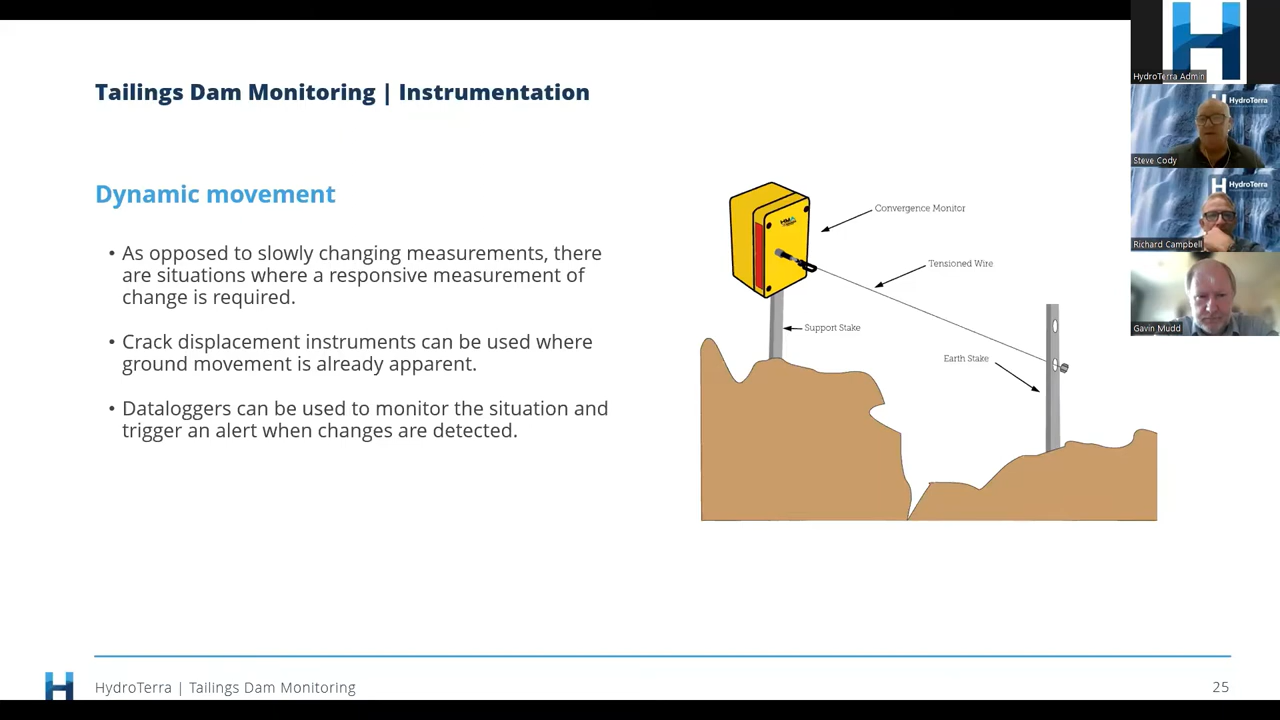 Tailings Dam Monitoring | Instrumentation
Dynamic movement
• As opposed to slowly changing measurements, there
are situations where a responsive measurement of
change is required.
• Crack displacement instruments can be used where
ground movement is already apparent.
• Dataloggers can be used to monitor the situation and
trigger an alert when changes are detected.
Convergence Monitor
Tensioned Wire
Support Stake
Earth Stake
HydroTerra Admin
HydroTerra
Steve Cody
HydroTerra
Richard Campbell
Gavin Mudd
HydroTerra | Tailings Dam Monitoring
25